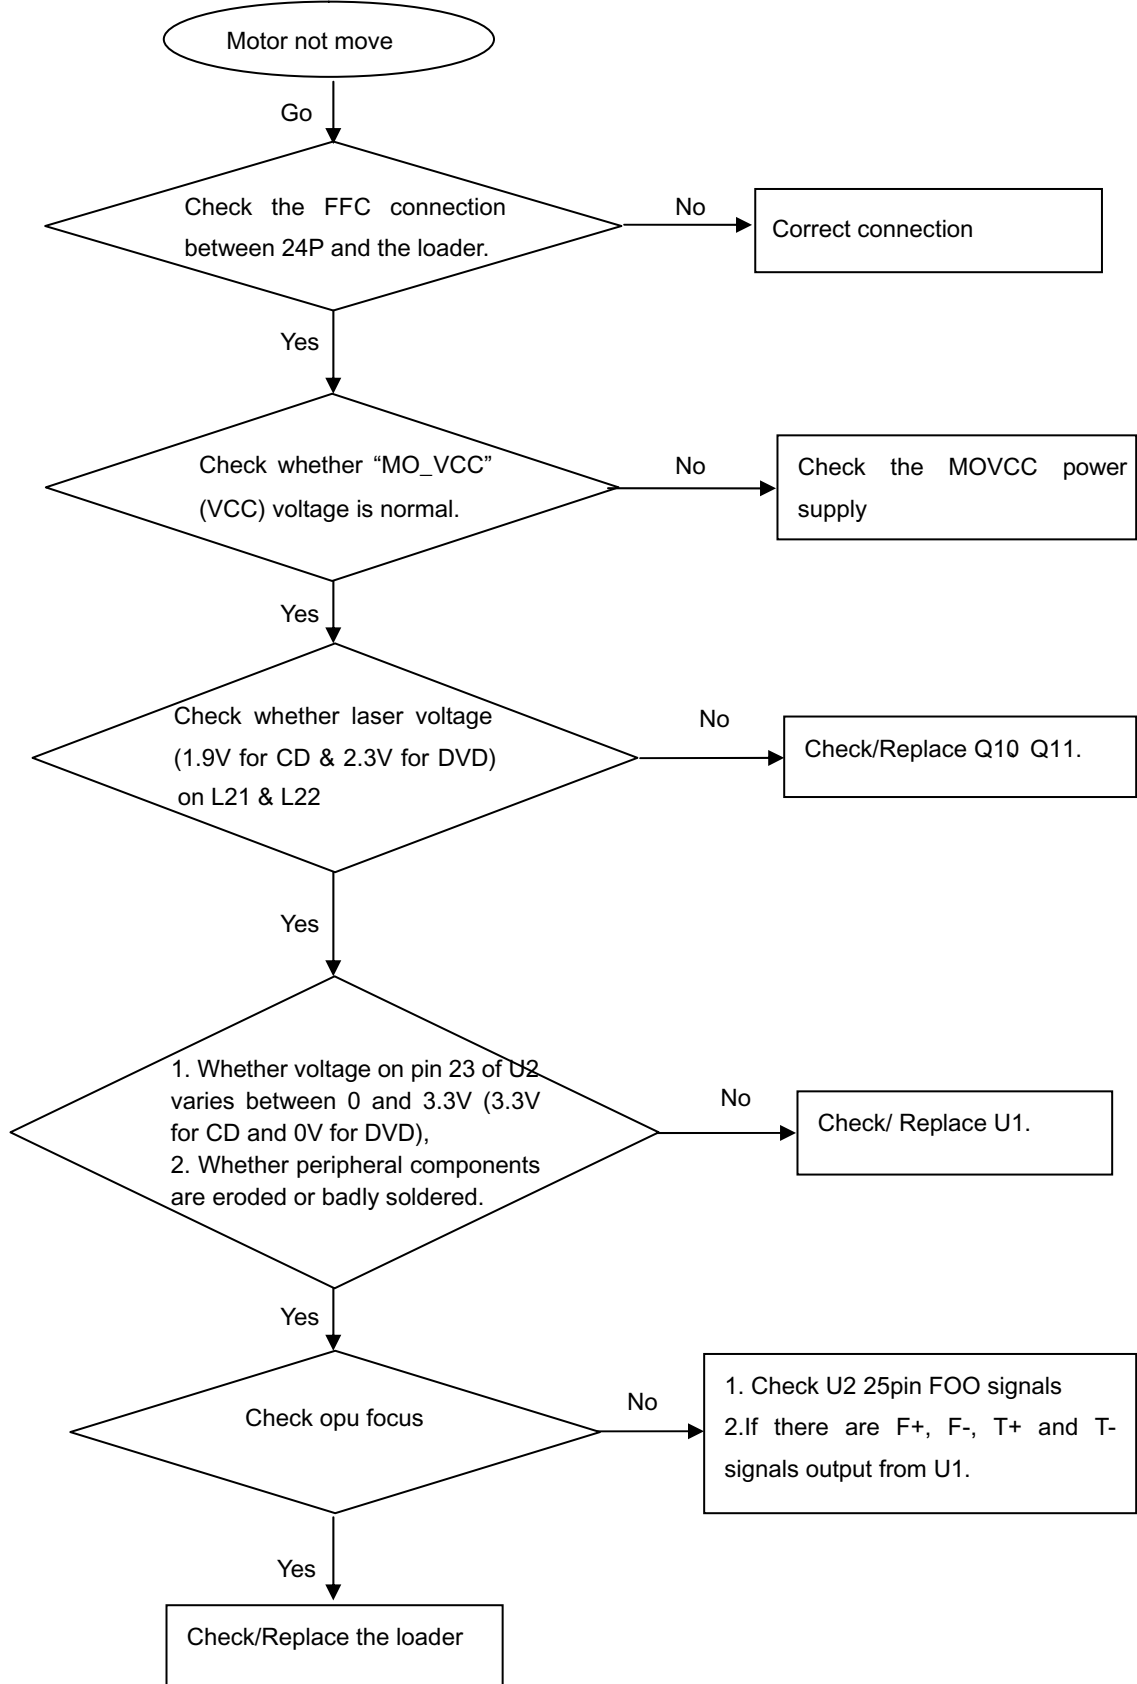 Motor not move
Go
Check the FFC connection
between 24P and the loader.
No
Correct connection
Yes
Check whether “MO_VCC”
(VCC) voltage is normal.
No
Check the MOVCC power
supply
Yes
Check whether laser voltage
(1.9V for CD & 2.3V for DVD)
on L21 & L22
No
Check/Replace Q10 Q11.
Yes
1. Whether voltage on pin 23 of U2
varies between 0 and 3.3V (3.3V
for CD and 0V for DVD),
2. Whether peripheral components
are eroded or badly soldered.
No
Check/ Replace U1.
Yes
Check opu focus
No
1. Check U2 25pin FOO signals
2.If there are F+, F-, T+ and T-
signals output from U1.
Yes
Check/Replace the loader